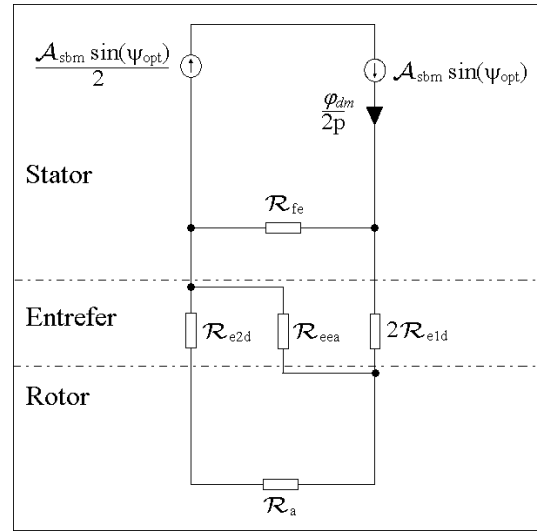 𝒜sbm sin(ψopt)
2
𝒜sbm sin(ψopt)
φdm
2p
Stator
ℛfe
Entrefer
ℛe2d
ℛeea
2ℛe1d
Rotor
ℛa